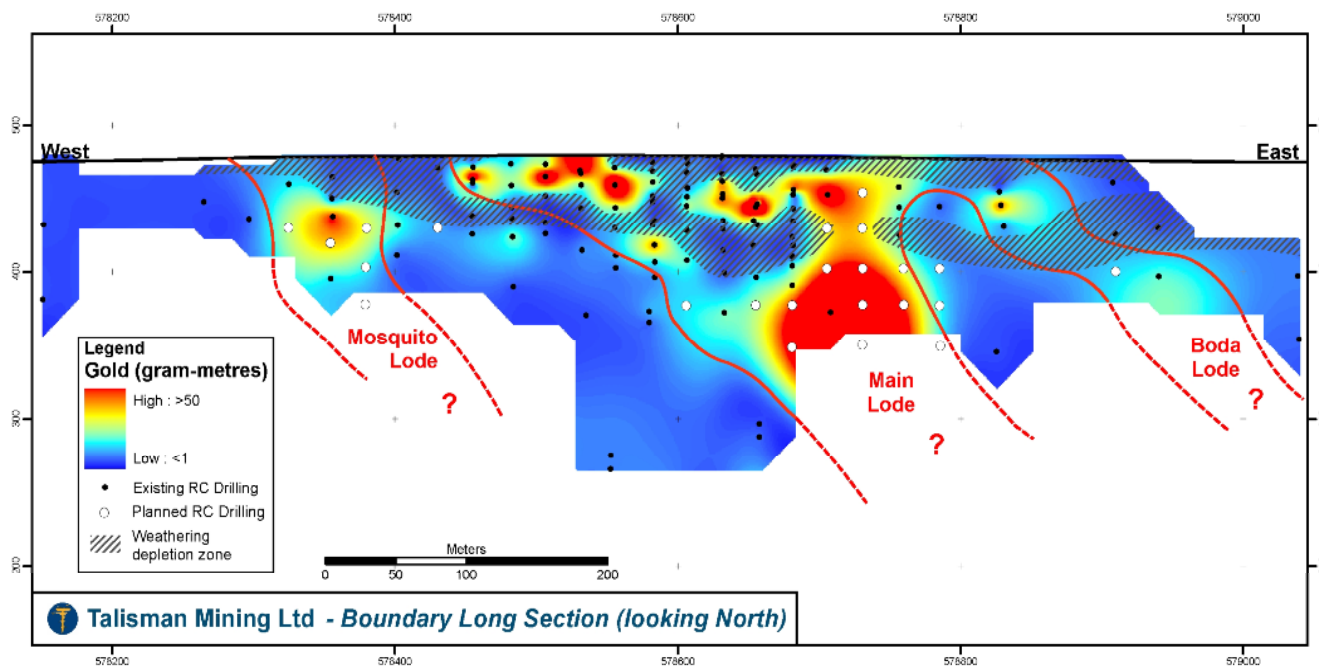 578200 578400 578600 578800 579000
500
West
East
400
Mosquito
Lode
?
Main
Lode
?
Boda
Lode
?
300
200
Legend
Gold (gram-metres)
High : >50
Low : <1
Existing RC Drilling
Planned RC Drilling
Weathering
depletion zone
Meters
0 50 100 200
Talisman Mining Ltd - Boundary Long Section (looking North)
578200 578400 578600 578800 579000